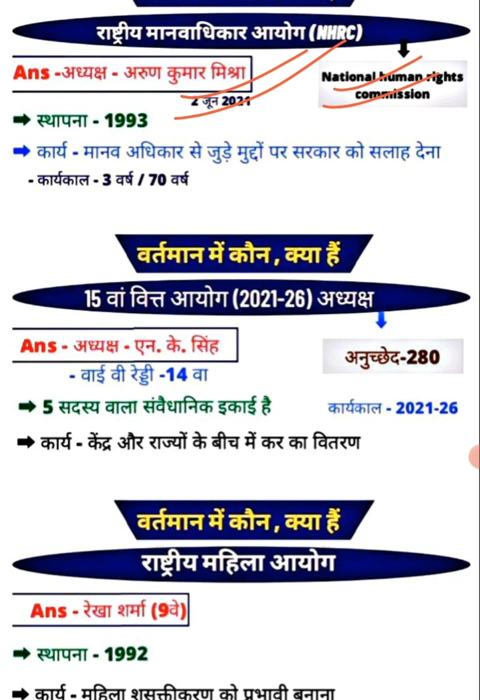 राष्ट्रीय मानवाधिकार आयोग (NHRC)
Ans -अध्यक्ष - अरुण कुमार मिश्रा
National human rights
commission
2 जून 2021
➡ स्थापना - 1993
➡ कार्य - मानव अधिकार से जुड़े मुद्दों पर सरकार को सलाह देना
- कार्यकाल - 3 वर्ष / 70 वर्ष
वर्तमान में कौन , क्या हैं
15 वां वित्त आयोग (2021-26) अध्यक्ष
Ans - अध्यक्ष - एन. के. सिंह
अनुच्छेद-280
- वाई वी रेड्डी -14 वा
➡ 5 सदस्य वाला संवैधानिक इकाई है
कार्यकाल - 2021-26
➡ कार्य - केंद्र और राज्यों के बीच में कर का वितरण
वर्तमान में कौन , क्या हैं
राष्ट्रीय महिला आयोग
Ans - रेखा शर्मा (9वे)
➡ स्थापना - 1992
➡ कार्य - महिला शसक्तीकरण को प्रभावी बनाना